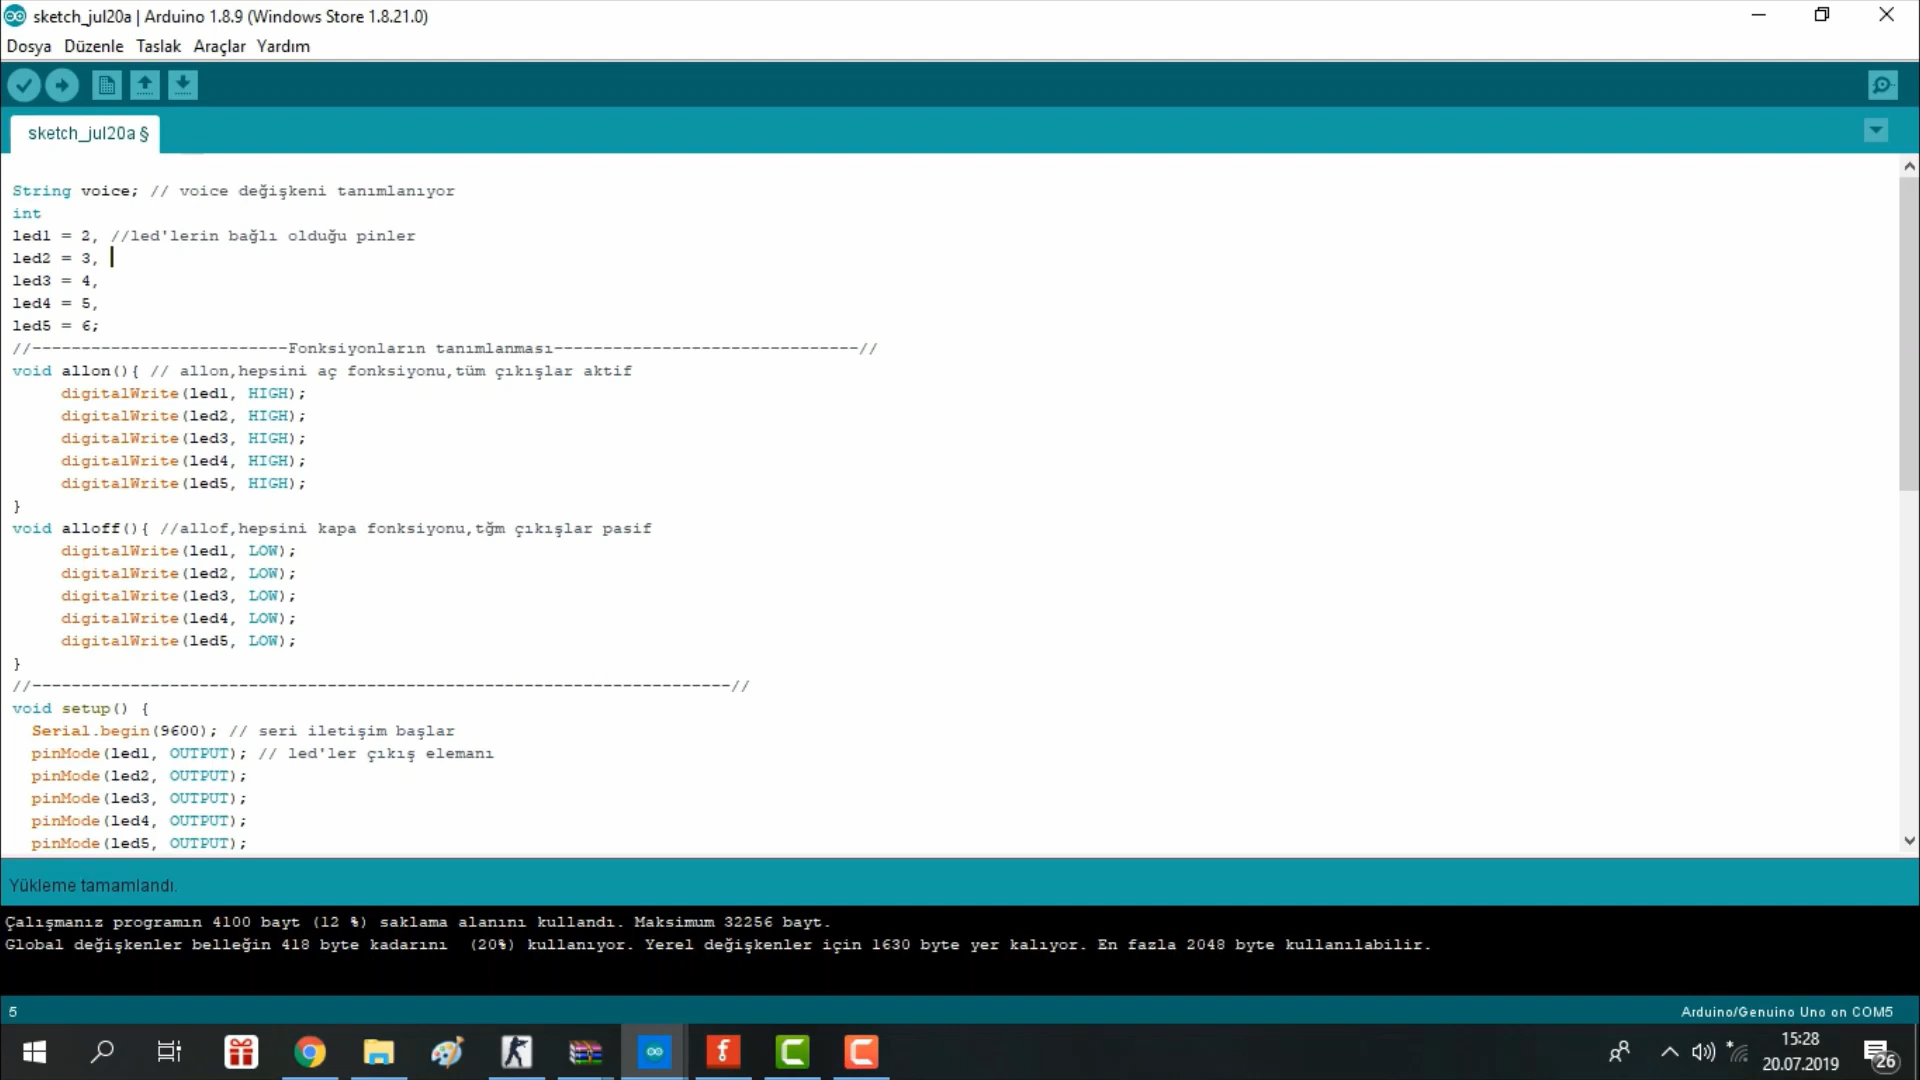 sketch_jul20a | Arduino 1.8.9 (Windows Store 1.8.21.0)
Dosya Düzenle Taslak Araçlar Yardım
sketch_jul20a §
String voice; // voice değişkeni tanımlanıyor
int
led1 = 2, //led'lerin bağlı olduğu pinler
led2 = 3,
led3 = 4,
led4 = 5,
led5 = 6;
//--------------------------Fonksiyonların tanımlanması-------------------------------//
void allon(){ // allon,hepsini aç fonksiyonu,tüm çıkışlar aktif
digitalWrite(led1, HIGH);
digitalWrite(led2, HIGH);
digitalWrite(led3, HIGH);
digitalWrite(led4, HIGH);
digitalWrite(led5, HIGH);
}
void alloff(){ //allof,hepsini kapa fonksiyonu,tğm çıkışlar pasif
digitalWrite(led1, LOW);
digitalWrite(led2, LOW);
digitalWrite(led3, LOW);
digitalWrite(led4, LOW);
digitalWrite(led5, LOW);
}
//-----------------------------------------------------------------------//
void setup() {
Serial.begin(9600); // seri iletişim başlar
pinMode(led1, OUTPUT); // led'ler çıkış elemanı
pinMode(led2, OUTPUT);
pinMode(led3, OUTPUT);
pinMode(led4, OUTPUT);
pinMode(led5, OUTPUT);
Yükleme tamamlandı.
Çalışmanız programın 4100 bayt (12 %) saklama alanını kullandı. Maksimum 32256 bayt.
Global değişkenler belleğin 418 byte kadarını (20%) kullanıyor. Yerel değişkenler için 1630 byte yer kalıyor. En fazla 2048 byte kullanılabilir.
5
Arduino/Genuino Uno on COM5
15:28
20.07.2019
26